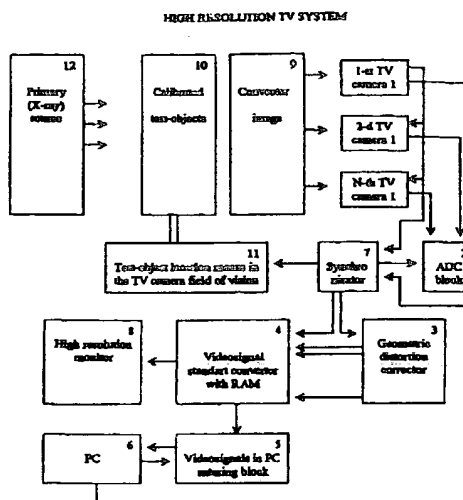 HIGH RESOLUTION TV SYSTEM
12
Primary
(X-ray)
source
10
Calibrated
test-objects
9
Convertor
image
1-st TV
camera 1
2-d TV
camera 1
N-th TV
camera 1
11
Test-object location means in
the TV camera field of vision
7
Synchro
nizator
2
ADC
block
8
High resolution
monitor
4
Videosignal
standart converter
with RAM
3
Geometric
distortion
corrector
6
PC
5
Videosignals in PC
block